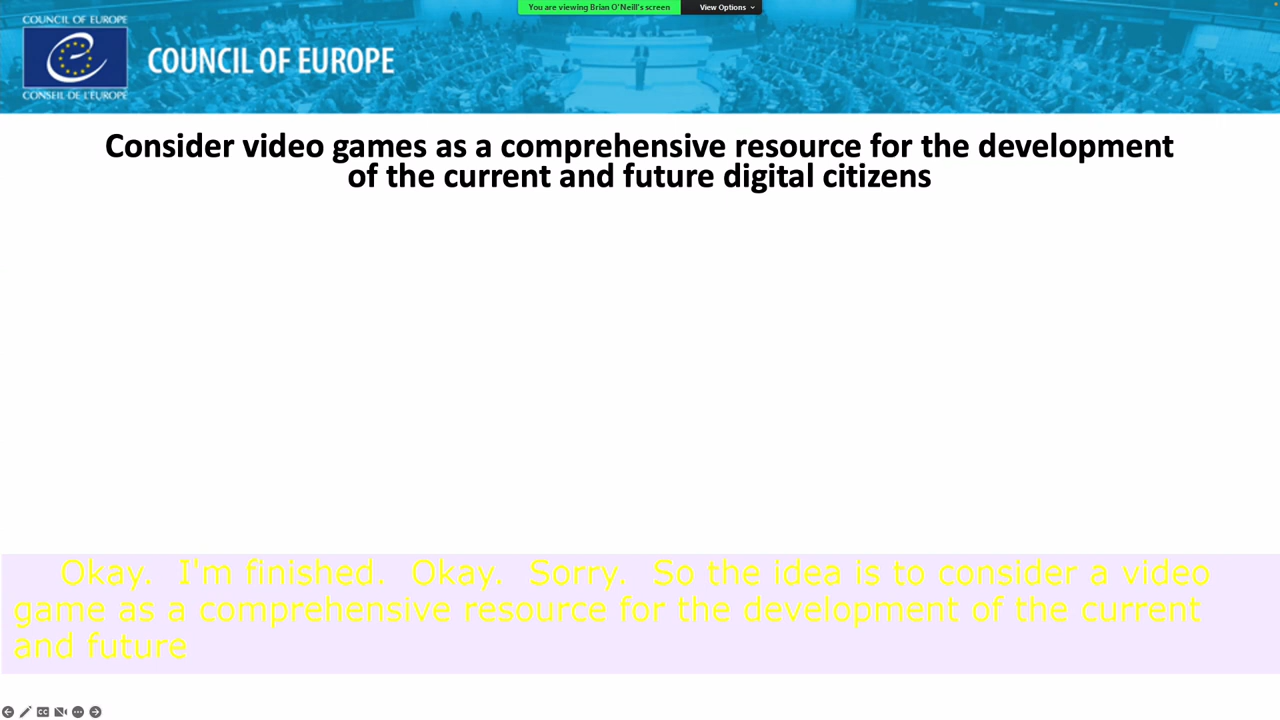 You are viewing Brian O'Neill's screen
View Options
COUNCIL OF EUROPE
CONSEIL DE L'EUROPE
COUNCIL OF EUROPE
Consider video games as a comprehensive resource for the development
of the current and future digital citizens
Okay. I'm finished. Okay. Sorry. So the idea is to consider a video
game as a comprehensive resource for the development of the current
and future
CC